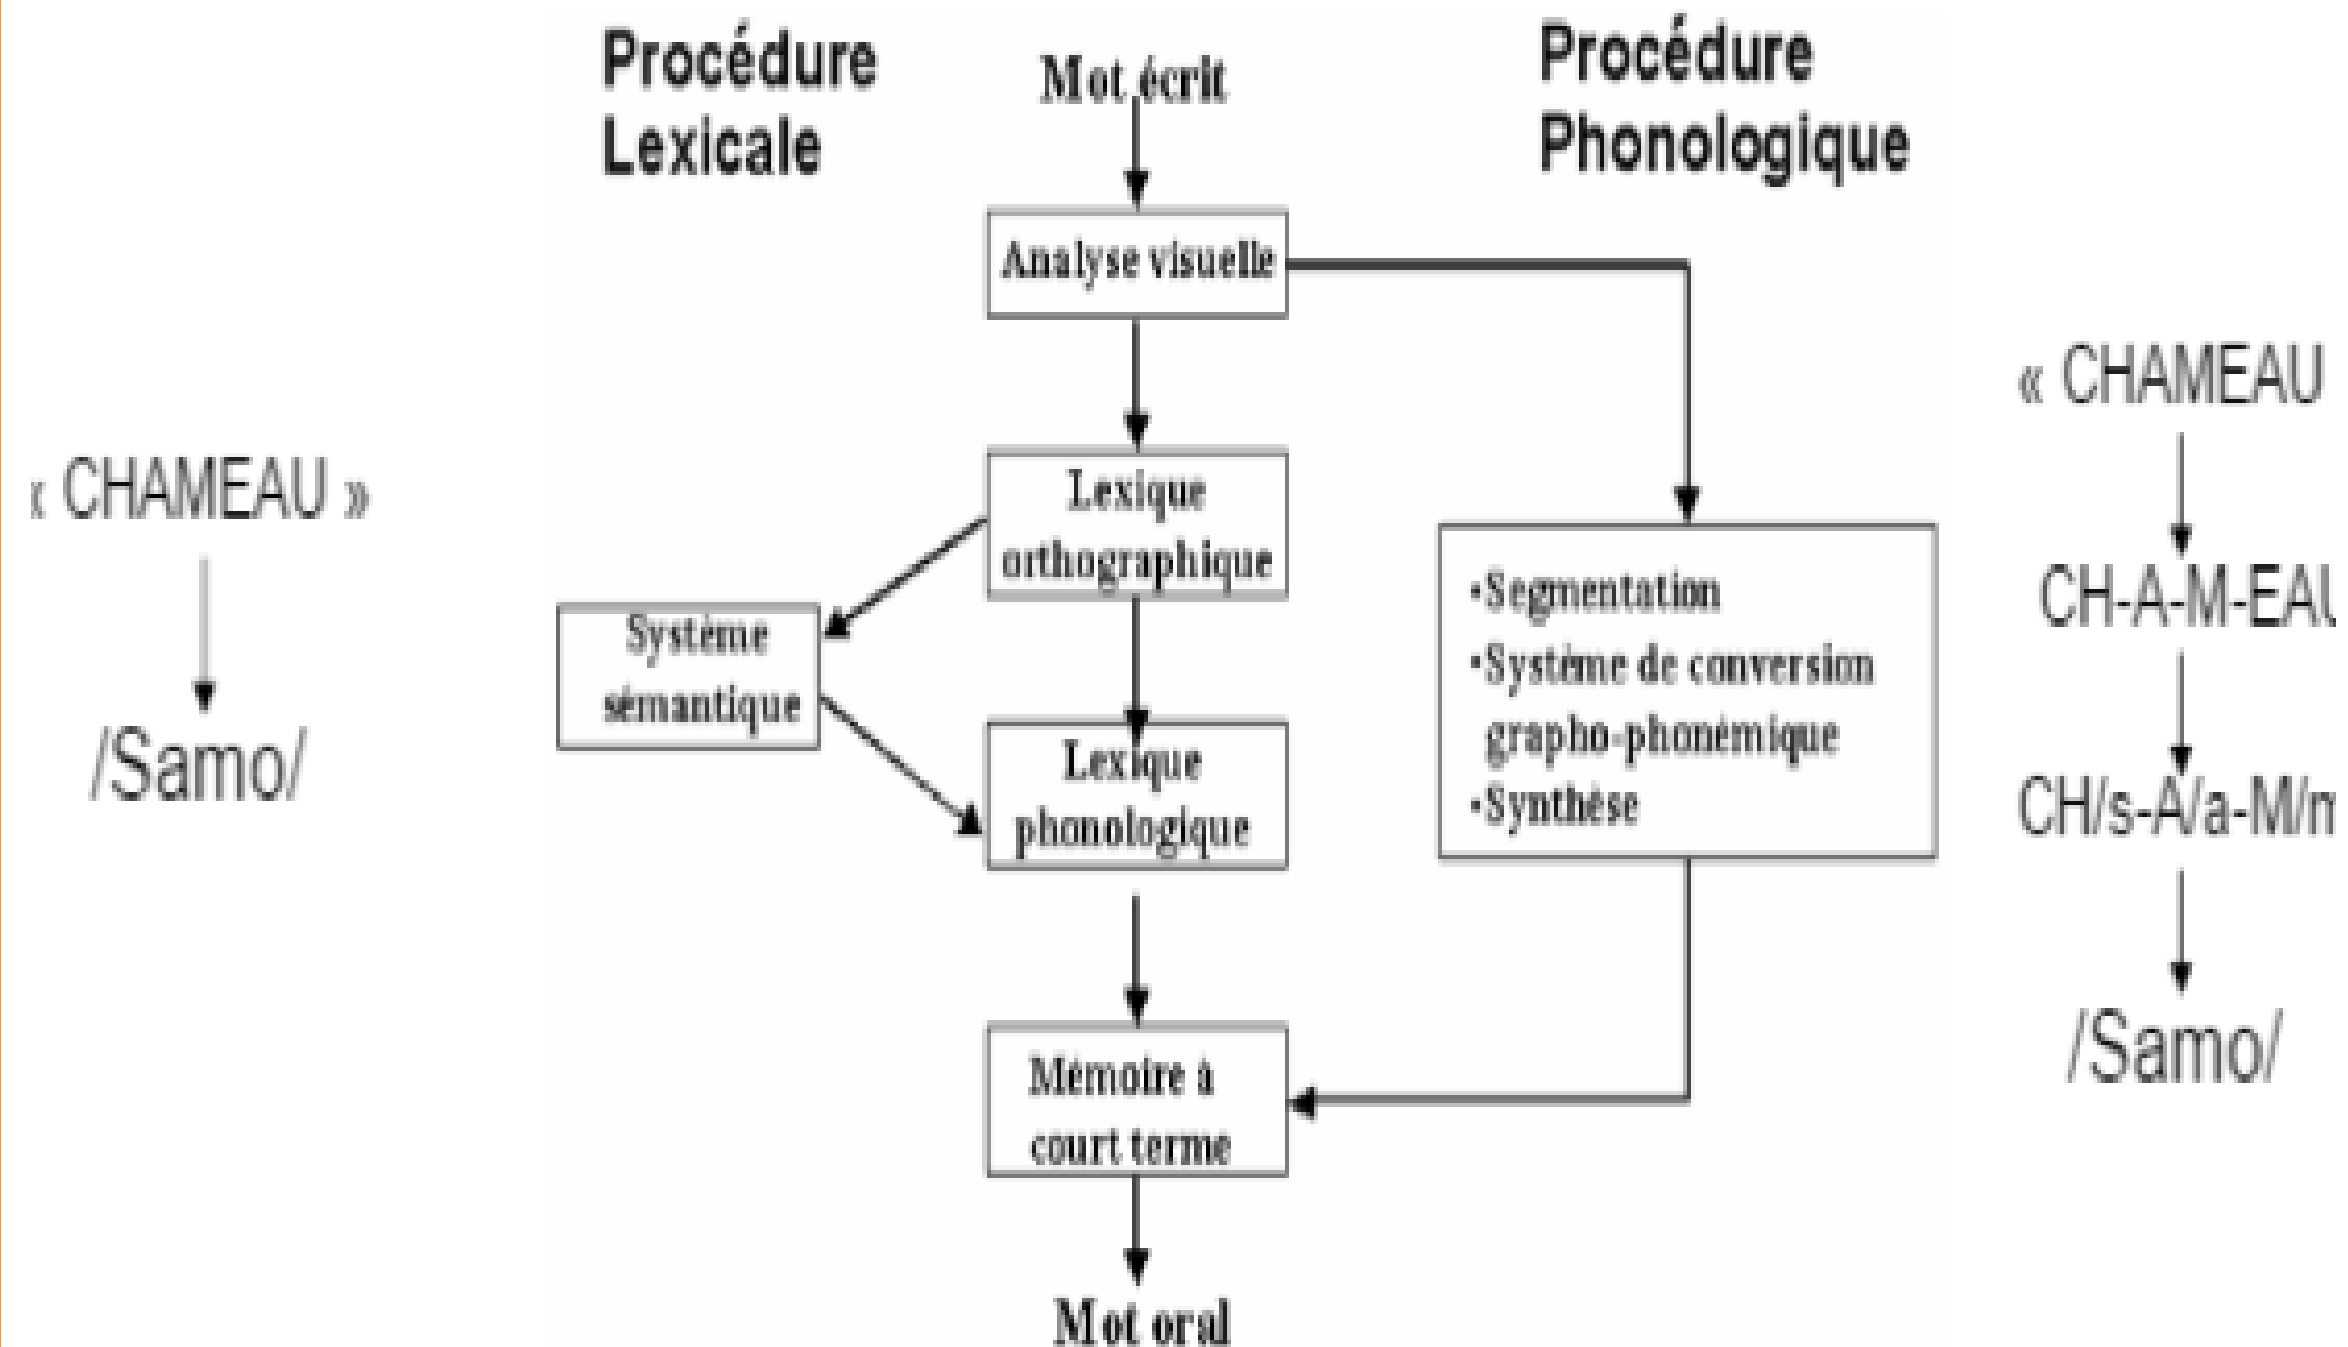 Procédure
Lexicale
Mot écrit
Procédure
Phonologique
Analyse visuelle
Lexique
orthographique
Système
sémantique
Lexique
phonologique
•Segmentation
•Système de conversion
grapho-phonémique
•Synthèse
Mémoire à
court terme
Mot oral
« CHAMEAU »
/Samo/
« CHAMEAU
CH-A-M-EAU
CH/s-A/a-M/m
/Samo/